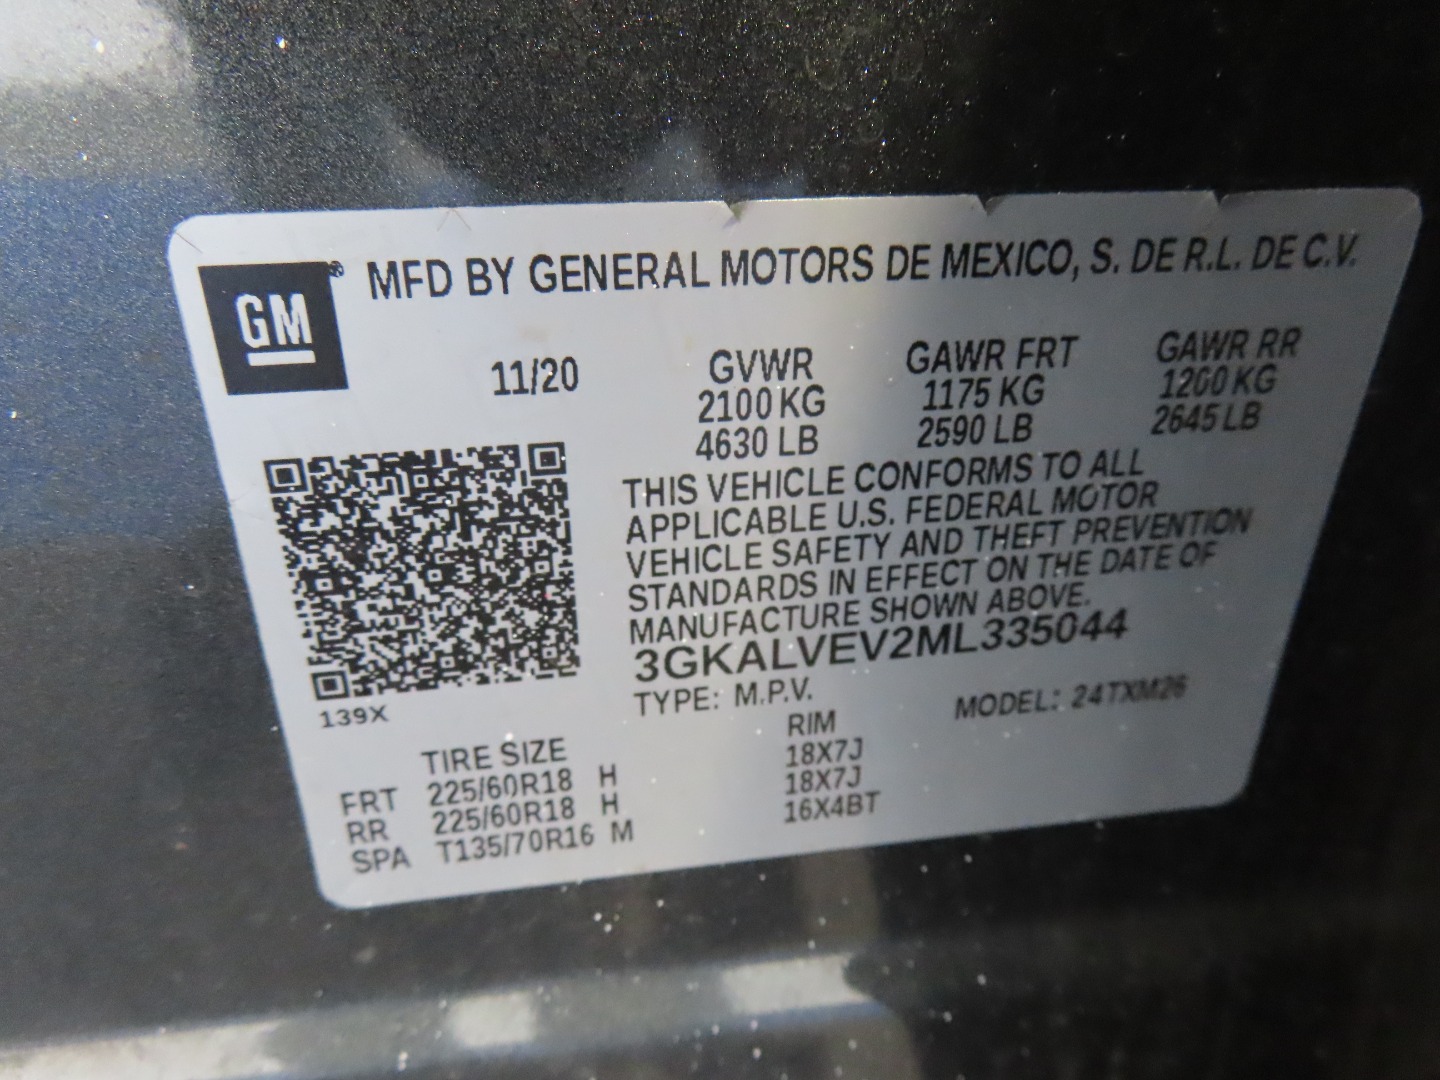 GM® MFD BY GENERAL MOTORS DE MEXICO, S. DE R.L. DE C.V.
11/20 GVWR GAWR FRT GAWR RR
2100 KG 1175 KG 1200 KG
4630 LB 2590 LB 2645 LB
THIS VEHICLE CONFORMS TO ALL
APPLICABLE U.S. FEDERAL MOTOR
VEHICLE SAFETY AND THEFT PREVENTION
STANDARDS IN EFFECT ON THE DATE OF
MANUFACTURE SHOWN ABOVE.
3GKALVEV2ML335044
TYPE: M.P.V. MODEL: 24TXM26
139X
TIRE SIZE RIM
FRT 225/60R18 H 18X7J
RR 225/60R18 H 18X7J
SPA T135/70R16 M 16X4BT